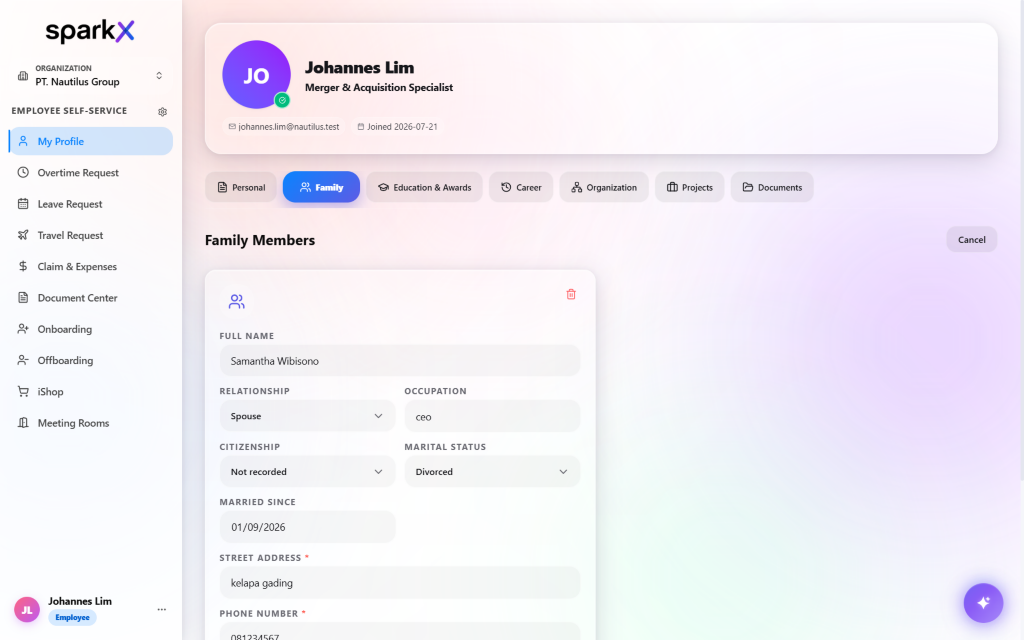 sparkX
ORGANIZATION
PT. Nautilus Group
EMPLOYEE SELF-SERVICE
My Profile
Overtime Request
Leave Request
Travel Request
Claim & Expenses
Document Center
Onboarding
Offboarding
iShop
Meeting Rooms
JL
Johannes Lim
Employee
JO
Johannes Lim
Merger & Acquisition Specialist
johannes.lim@nautilus.test Joined 2026-07-21
Personal Family Education & Awards Career Organization Projects Documents
Family Members Cancel
FULL NAME
Samantha Wibisono
RELATIONSHIP OCCUPATION
Spouse ceo
CITIZENSHIP MARITAL STATUS
Not recorded Divorced
MARRIED SINCE
01/09/2026
STREET ADDRESS *
kelapa gading
PHONE NUMBER *
081234567